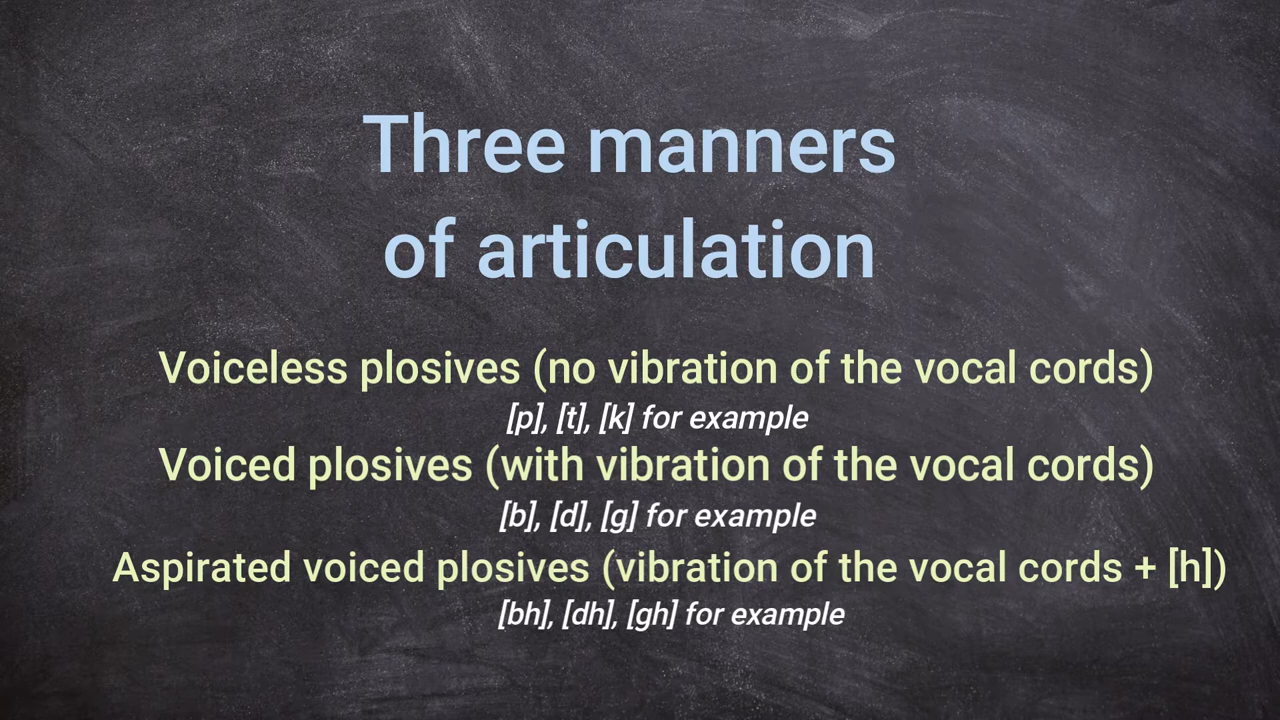 Three manners
of articulation
Voiceless plosives (no vibration of the vocal cords)
[p], [t], [k] for example
Voiced plosives (with vibration of the vocal cords)
[b], [d], [g] for example
Aspirated voiced plosives (vibration of the vocal cords + [h])
[bh], [dh], [gh] for example